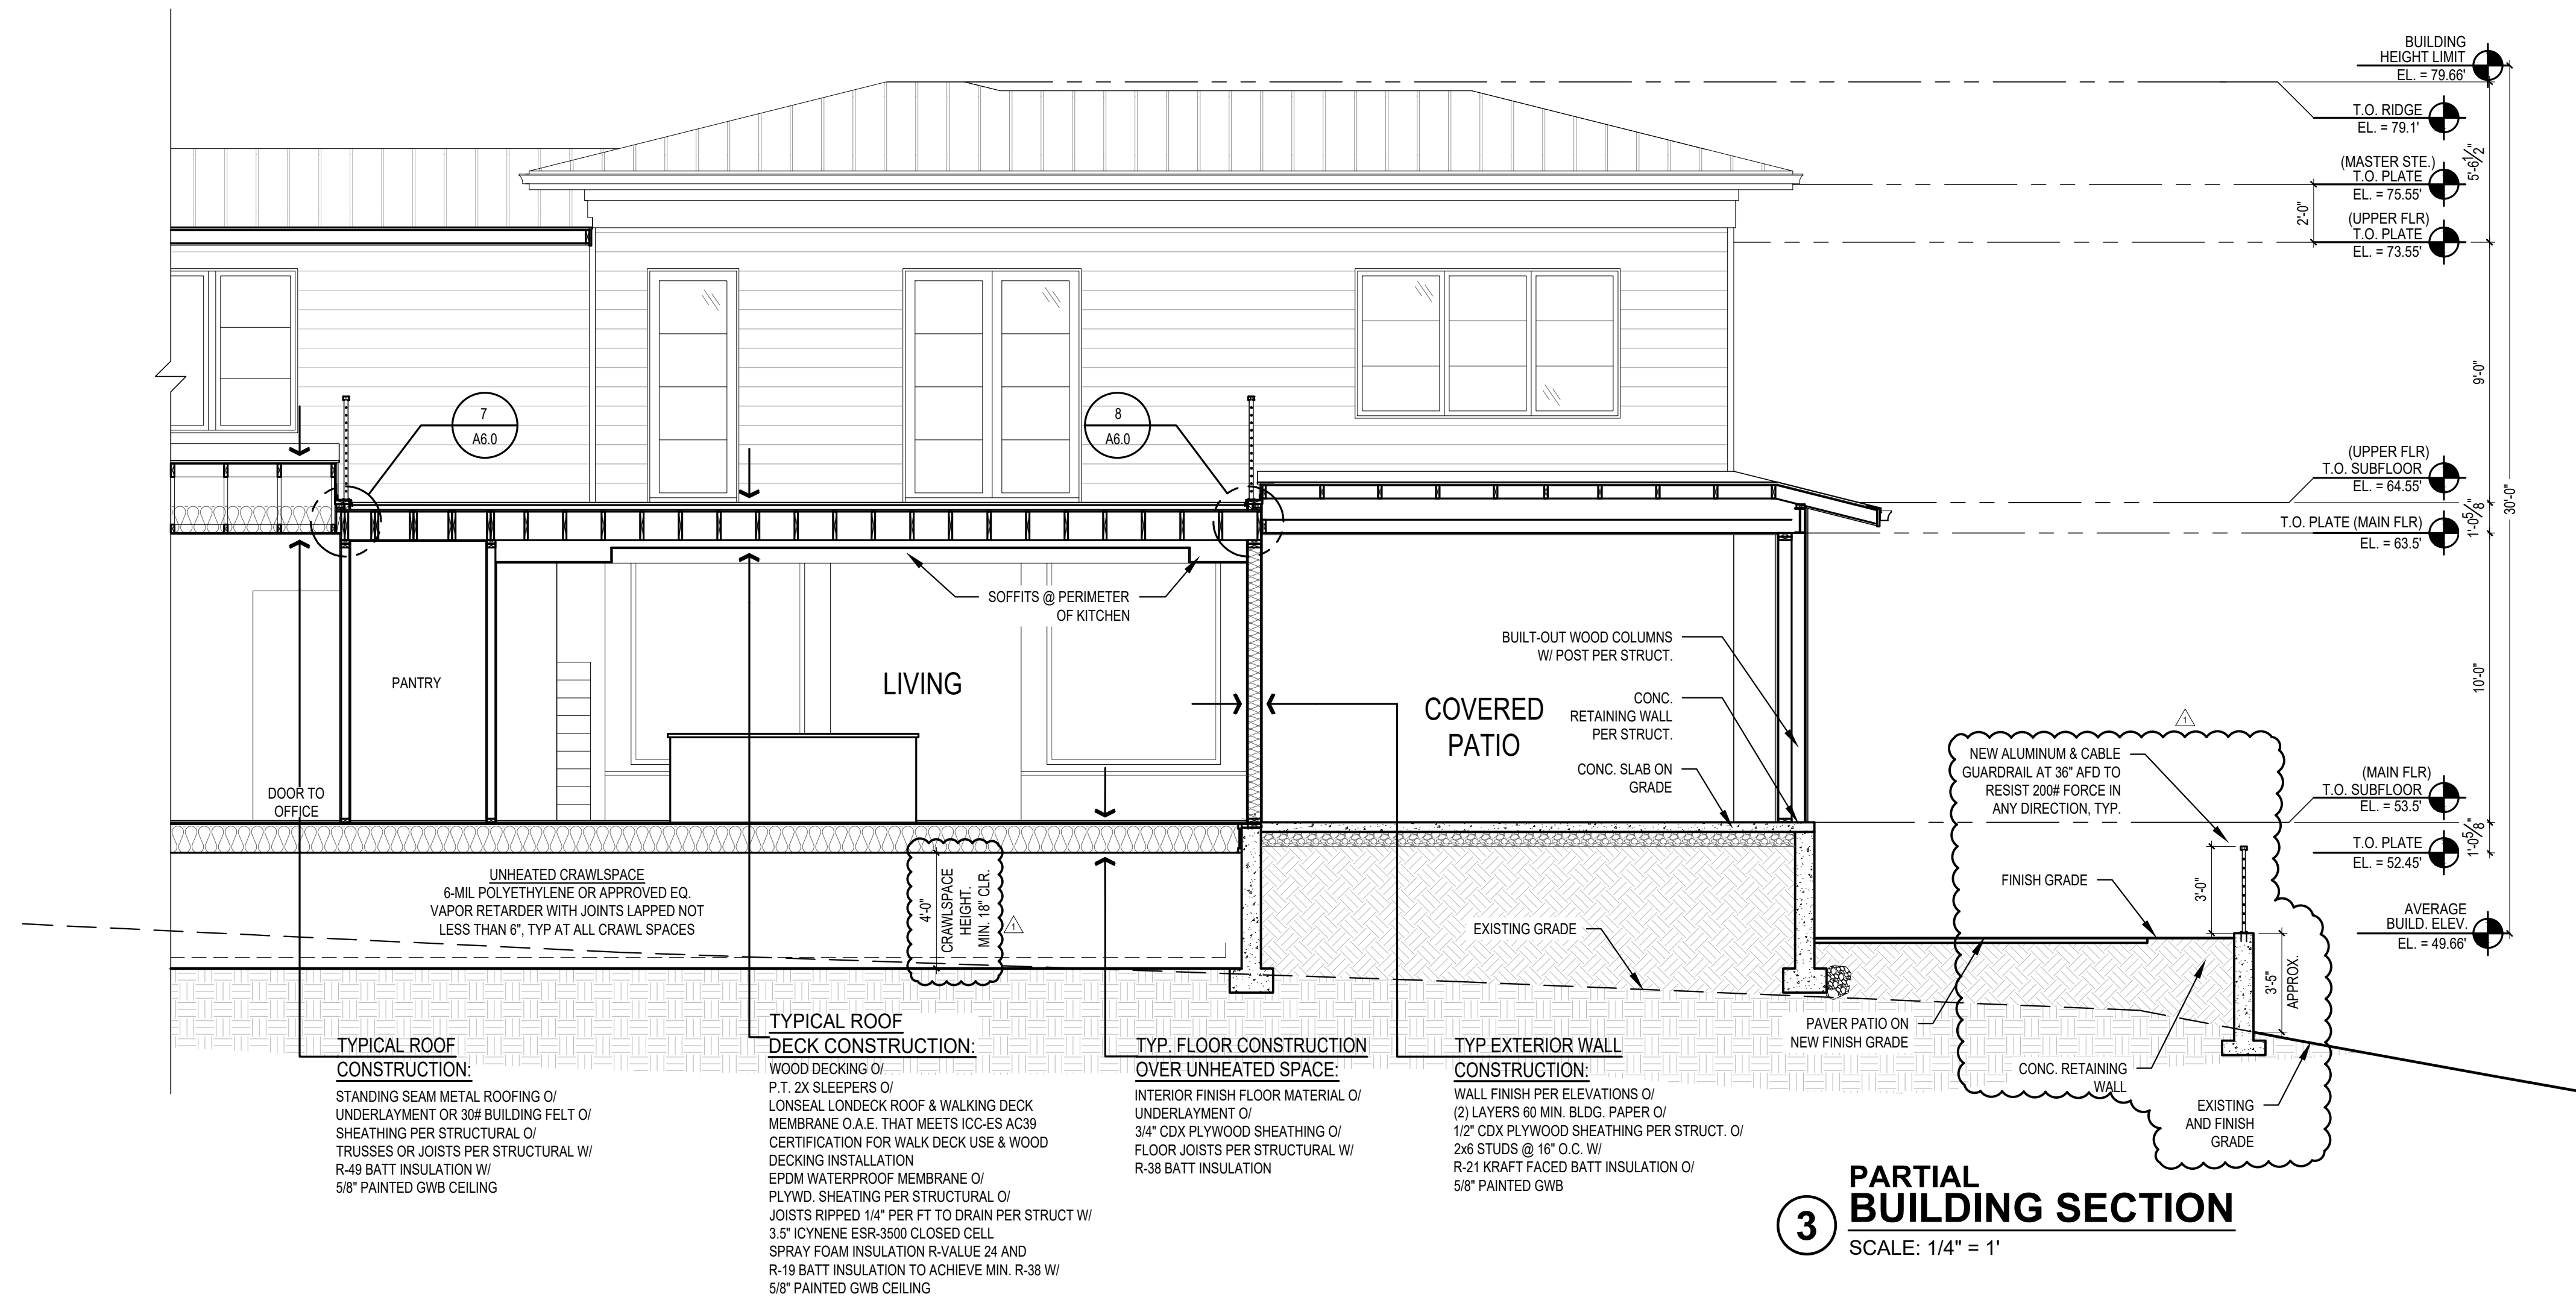 BUILDING
HEIGHT LIMIT
EL. = 79.66'
T.O. RIDGE
EL. = 79.1'
5'-6 1/2"
(MASTER STE.)
T.O. PLATE
EL. = 75.55'
2'-0"
(UPPER FLR)
T.O. PLATE
EL. = 73.55'
9'-0"
30'-0"
7
A6.0
8
A6.0
(UPPER FLR)
T.O. SUBFLOOR
EL. = 64.55'
1'-0 5/8"
T.O. PLATE (MAIN FLR)
EL. = 63.5'
10'-0"
SOFFITS @ PERIMETER
OF KITCHEN
PANTRY
LIVING
BUILT-OUT WOOD COLUMNS
W/ POST PER STRUCT.
COVERED
PATIO
CONC.
RETAINING WALL
PER STRUCT.
CONC. SLAB ON
GRADE
DOOR TO
OFFICE
1
NEW ALUMINUM & CABLE
GUARDRAIL AT 36" AFD TO
RESIST 200# FORCE IN
ANY DIRECTION, TYP.
(MAIN FLR)
T.O. SUBFLOOR
EL. = 53.5'
1'-0 5/8"
T.O. PLATE
EL. = 52.45'
UNHEATED CRAWLSPACE
6-MIL POLYETHYLENE OR APPROVED EQ.
VAPOR RETARDER WITH JOINTS LAPPED NOT
LESS THAN 6", TYP AT ALL CRAWL SPACES
4'-0"
CRAWLSPACE
HEIGHT.
MIN. 18" CLR.
1
EXISTING GRADE
FINISH GRADE
3'-0"
AVERAGE
BUILD. ELEV.
EL. = 49.66'
3'-5"
APPROX.
PAVER PATIO ON
NEW FINISH GRADE
CONC. RETAINING
WALL
EXISTING
AND FINISH
GRADE
TYPICAL ROOF
CONSTRUCTION:
STANDING SEAM METAL ROOFING O/
UNDERLAYMENT OR 30# BUILDING FELT O/
SHEATHING PER STRUCTURAL O/
TRUSSES OR JOISTS PER STRUCTURAL W/
R-49 BATT INSULATION W/
5/8" PAINTED GWB CEILING
TYPICAL ROOF
DECK CONSTRUCTION:
WOOD DECKING O/
P.T. 2X SLEEPERS O/
LONSEAL LONDECK ROOF & WALKING DECK
MEMBRANE O.A.E. THAT MEETS ICC-ES AC39
CERTIFICATION FOR WALK DECK USE & WOOD
DECKING INSTALLATION
EPDM WATERPROOF MEMBRANE O/
PLYWD. SHEATING PER STRUCTURAL O/
JOISTS RIPPED 1/4" PER FT TO DRAIN PER STRUCT W/
3.5" ICYNENE ESR-3500 CLOSED CELL
SPRAY FOAM INSULATION R-VALUE 24 AND
R-19 BATT INSULATION TO ACHIEVE MIN. R-38 W/
5/8" PAINTED GWB CEILING
TYP. FLOOR CONSTRUCTION
OVER UNHEATED SPACE:
INTERIOR FINISH FLOOR MATERIAL O/
UNDERLAYMENT O/
3/4" CDX PLYWOOD SHEATHING O/
FLOOR JOISTS PER STRUCTURAL W/
R-38 BATT INSULATION
TYP EXTERIOR WALL
CONSTRUCTION:
WALL FINISH PER ELEVATIONS O/
(2) LAYERS 60 MIN. BLDG. PAPER O/
1/2" CDX PLYWOOD SHEATHING PER STRUCT. O/
2x6 STUDS @ 16" O.C. W/
R-21 KRAFT FACED BATT INSULATION O/
5/8" PAINTED GWB
3
PARTIAL
BUILDING SECTION
SCALE: 1/4" = 1'